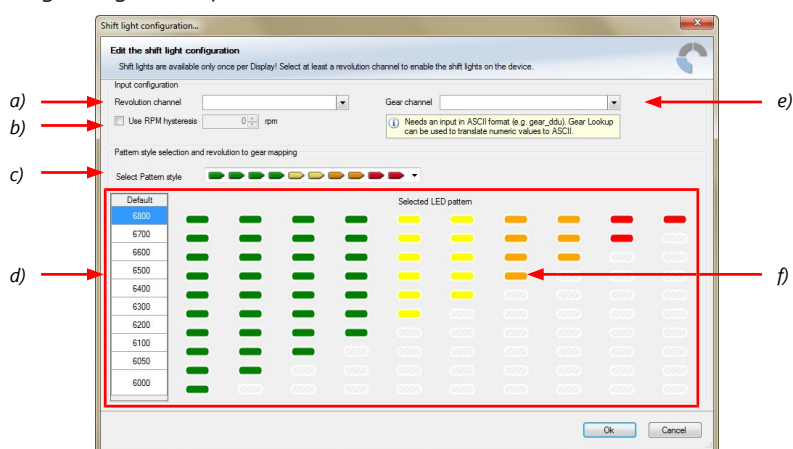 Shift light configuration...
Edit the shift light configuration
Shift lights are available only once per Display! Select at least a revolution channel to enable the shift lights on the device.
Input configuration
a)
Revolution channel
Gear channel
e)
b)
Use RPM hysteresis
0
rpm
Needs an input in ASCII format (e.g. gear_ddu). Gear Lookup
can be used to translate numeric values to ASCII.
Pattern style selection and revolution to gear mapping
c)
Select Pattern style
Default
Selected LED pattern
6800
6700
6600
d)
6500
f)
6400
6300
6200
6100
6050
6000
Ok
Cancel